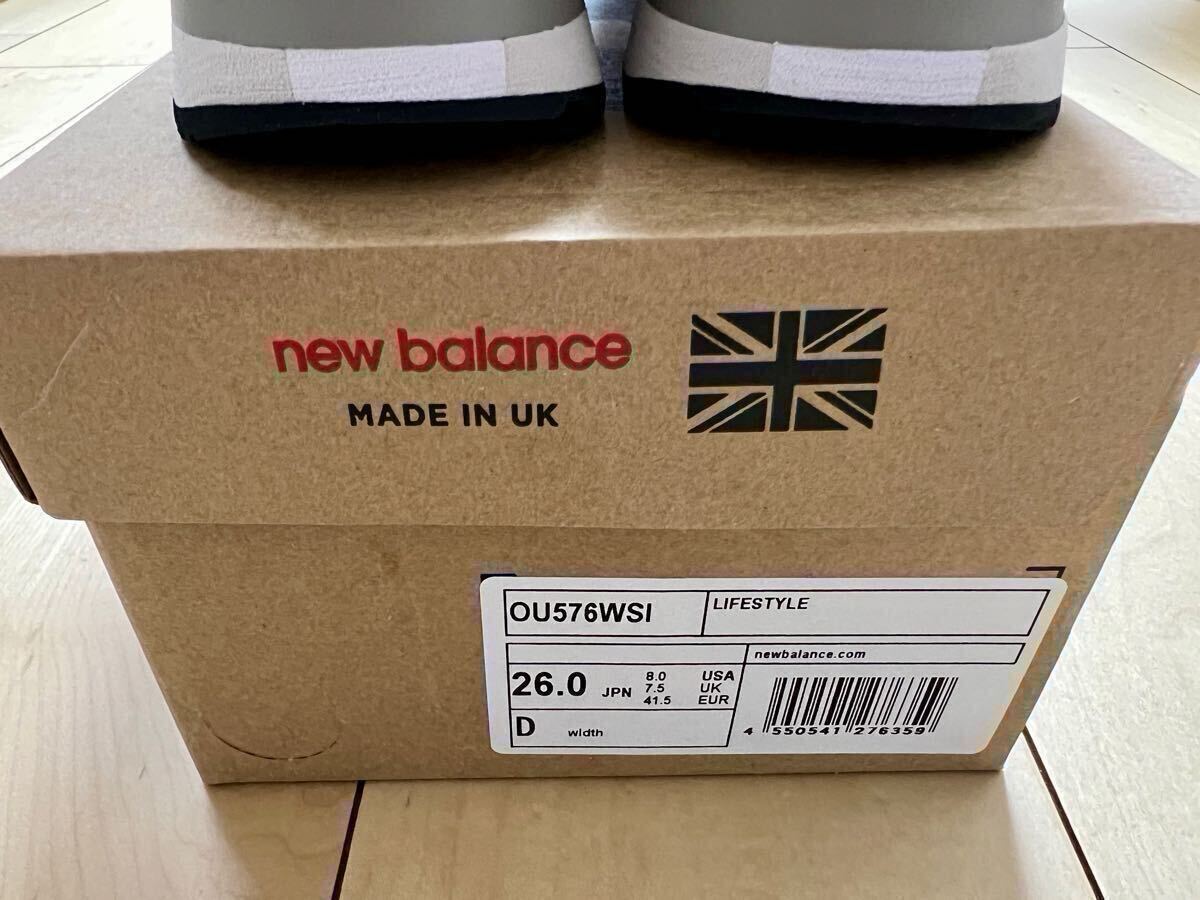 new balance
MADE IN UK
OU576WSI LIFESTYLE
newbalance.com
26.0 JPN 8.0 USA
7.5 UK
41.5 EUR
D width
4 550541 276359